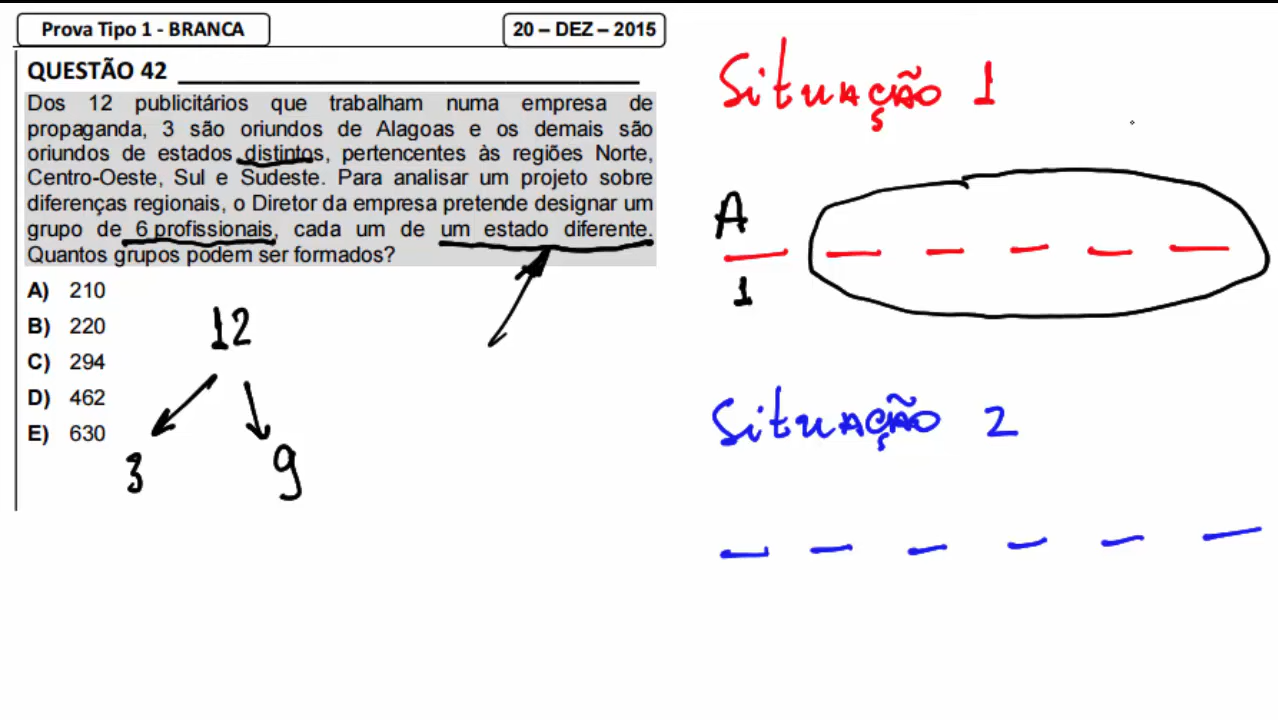 Prova Tipo 1 - BRANCA
20 – DEZ – 2015
QUESTÃO 42
Dos 12 publicitários que trabalham numa empresa de
propaganda, 3 são oriundos de Alagoas e os demais são
oriundos de estados distintos, pertencentes às regiões Norte,
Centro-Oeste, Sul e Sudeste. Para analisar um projeto sobre
diferenças regionais, o Diretor da empresa pretende designar um
grupo de 6 profissionais, cada um de um estado diferente.
Quantos grupos podem ser formados?
A) 210
B) 220
C) 294
D) 462
E) 630
12
3 9
Situação 1
A
1
Situação 2